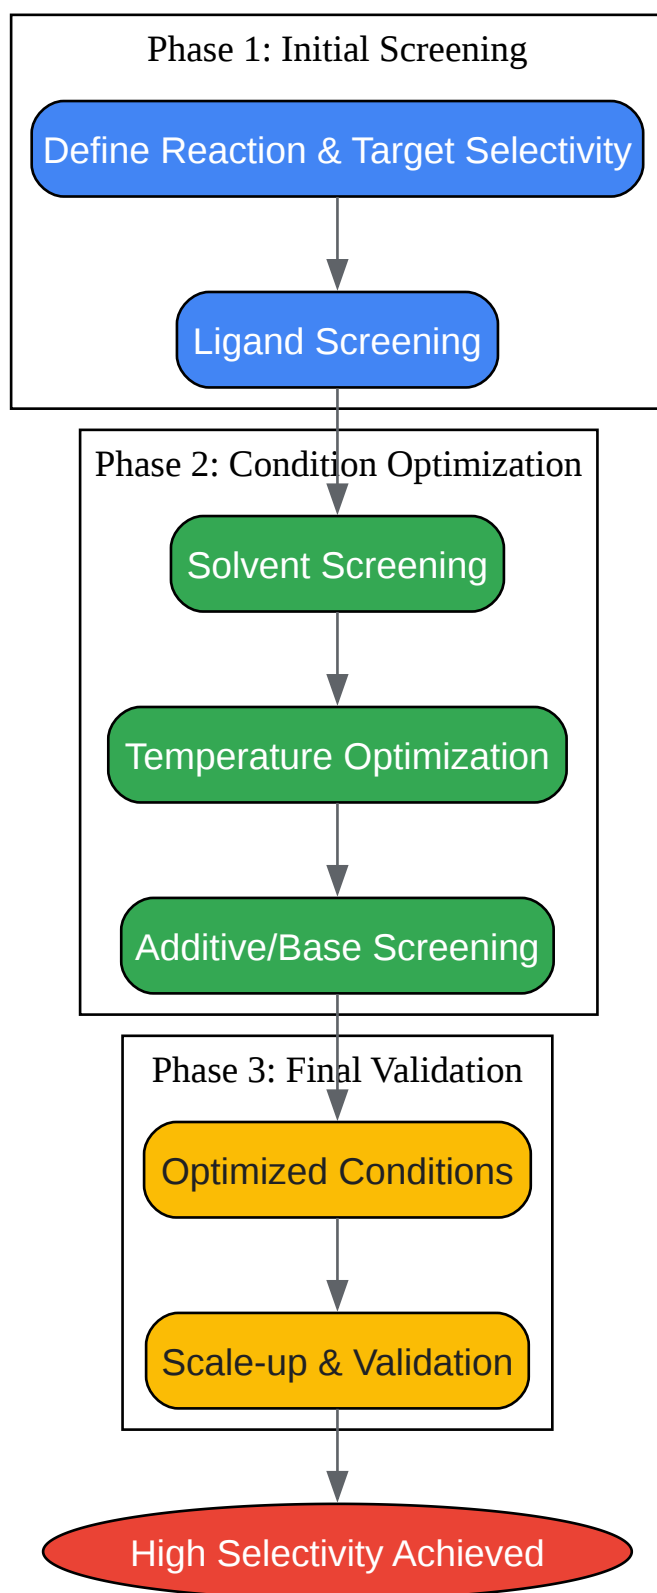 Phase 1: Initial Screening
Define Reaction & Target Selectivity
Ligand Screening
Phase 2: Condition Optimization
Solvent Screening
Temperature Optimization
Additive/Base Screening
Phase 3: Final Validation
Optimized Conditions
Scale-up & Validation
High Selectivity Achieved